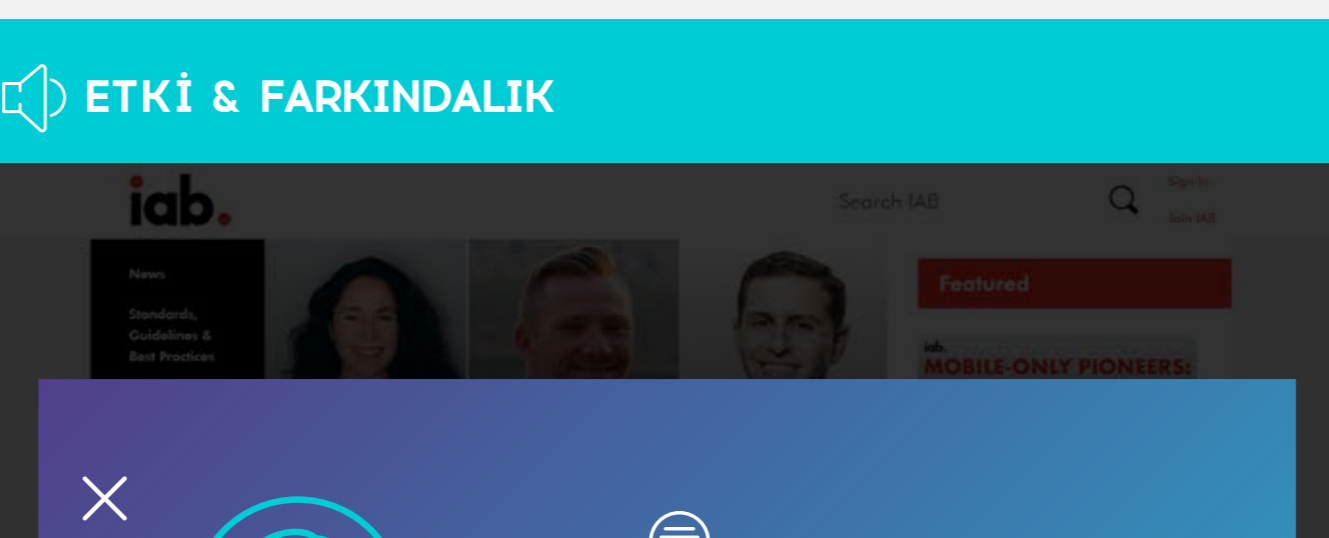 ETKİ & FARKINDALIK
iab.
Search IAB
Sign In
Join IAB
News
Standards,
Guidelines &
Best Practices
Featured
iab.
MOBILE-ONLY PIONEERS: